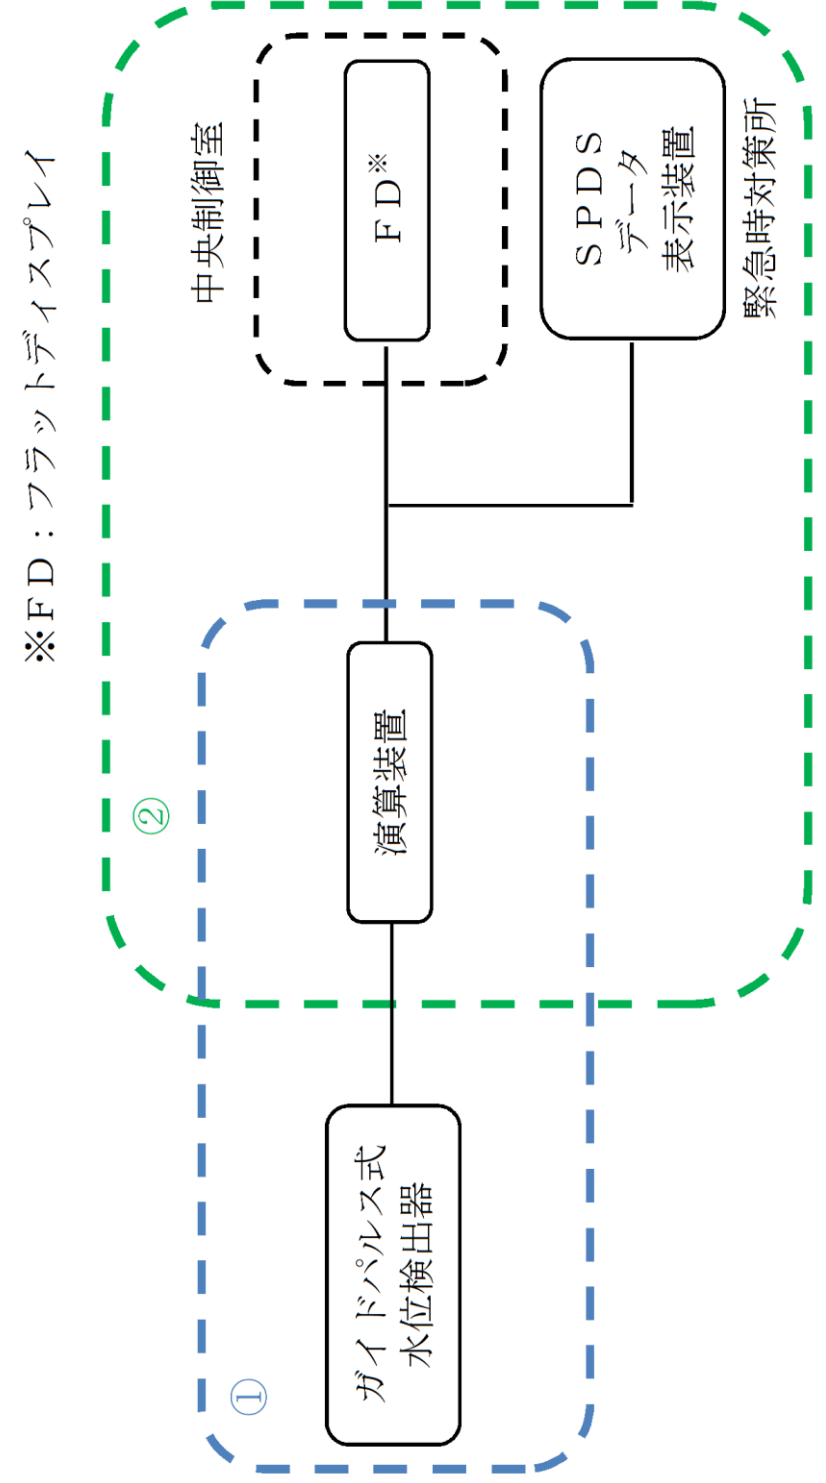 ※ＦＤ：フラットディスプレイ
②
中央制御室
ＦＤ※
①
ガイドパルス式
水位検出器
演算装置
ＳＰＤＳ
データ
表示装置
緊急時対策所